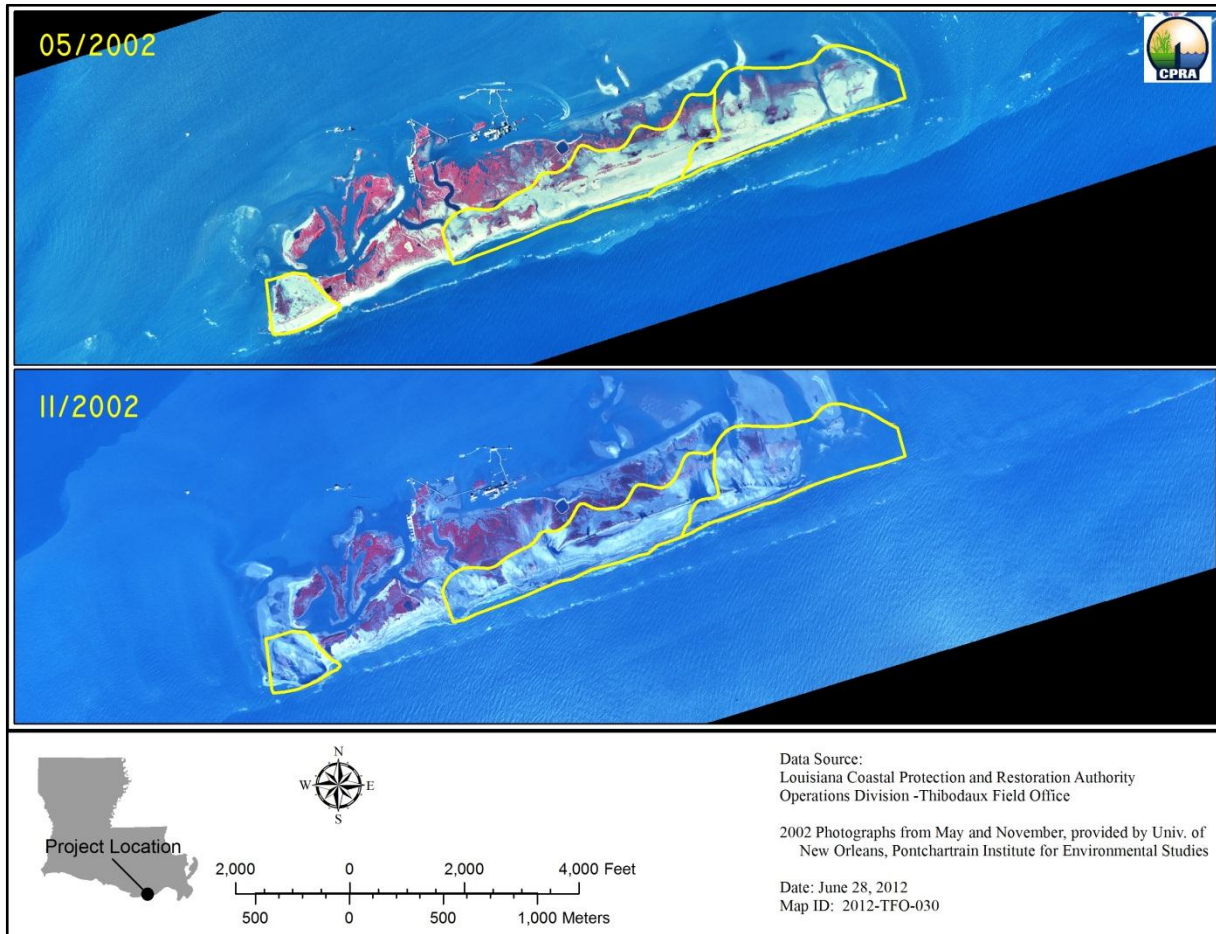 05/2002
CPRA
11/2002
N
W E
S
Project Location
2,000 0 2,000 4,000 Feet
500 0 500 1,000 Meters
Data Source:
Louisiana Coastal Protection and Restoration Authority
Operations Division -Thibodaux Field Office
2002 Photographs from May and November, provided by Univ. of
New Orleans, Pontchartrain Institute for Environmental Studies
Date: June 28, 2012
Map ID: 2012-TFO-030